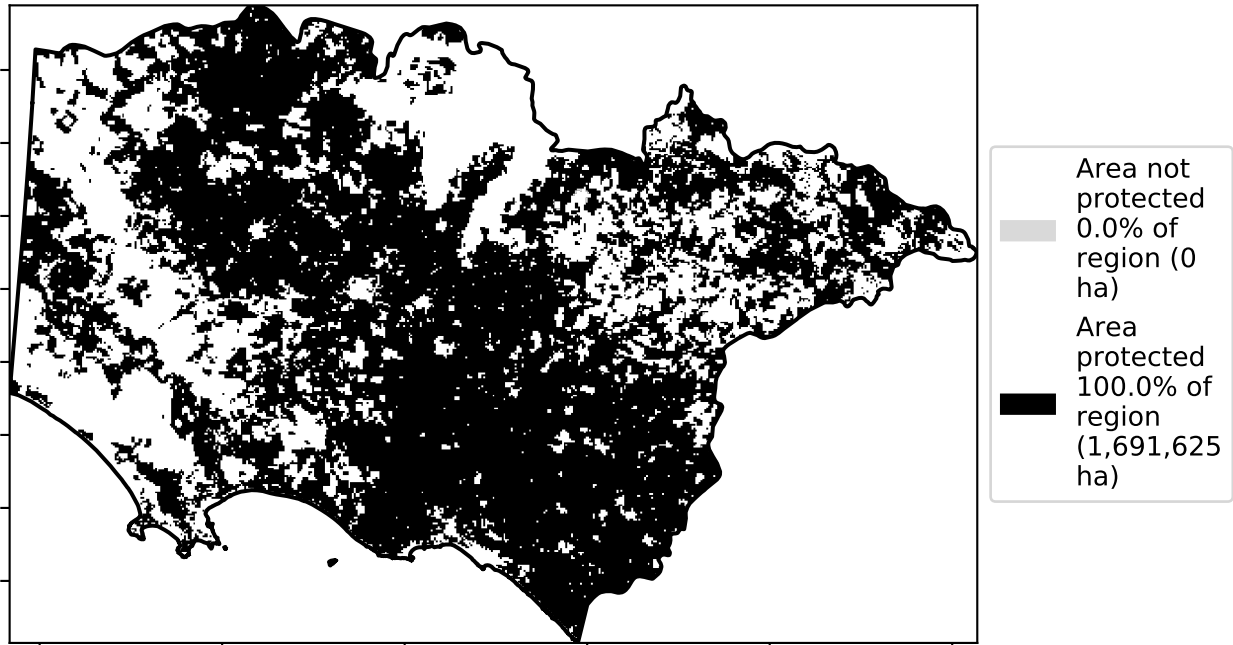 Area not
protected
0.0% of
region (0
ha)
Area
protected
100.0% of
region
(1,691,625
ha)